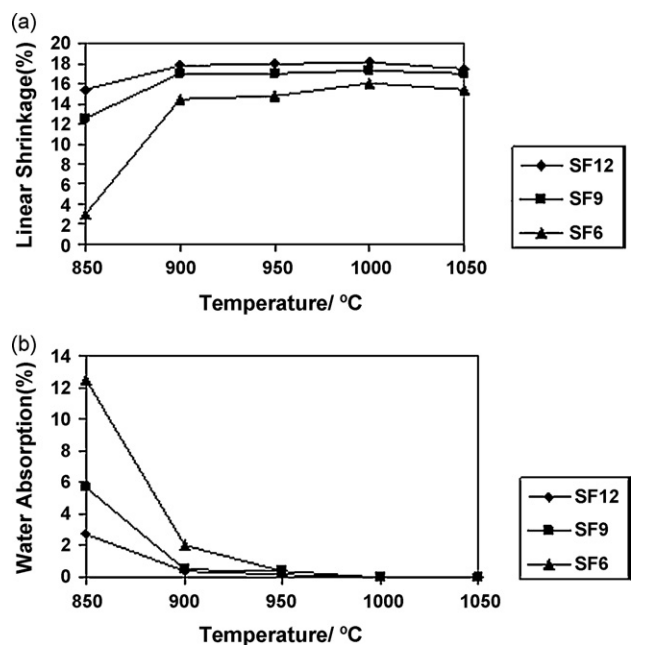 (a)
Linear Shrinkage(%)
20
18
16
14
12
10
8
6
4
2
0
850 900 950 1000 1050
Temperature/ ºC
SF12
SF9
SF6
(b)
Water Absorption(%)
14
12
10
8
6
4
2
0
850 900 950 1000 1050
Temperature/ ºC
SF12
SF9
SF6